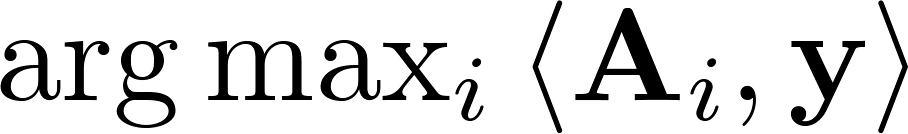 arg maxᵢ ⟨𝐀ᵢ, 𝐲⟩